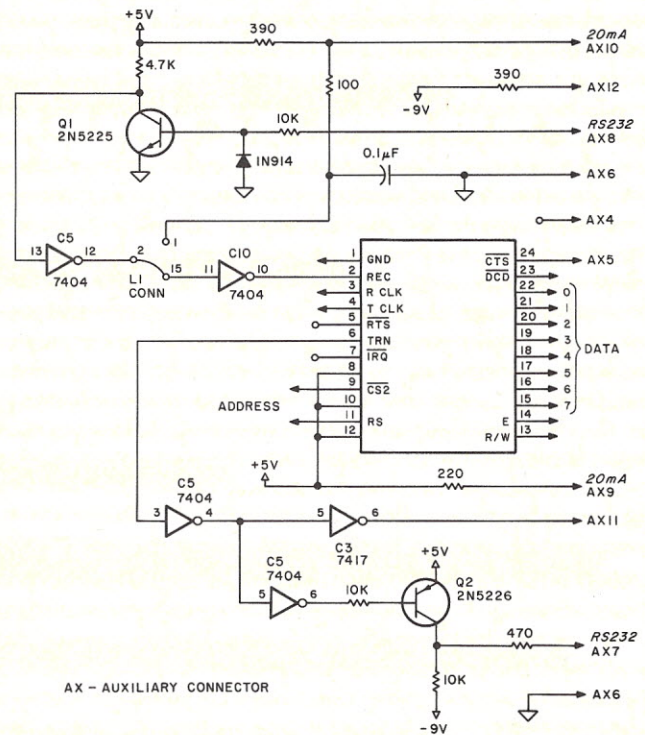 +5V
390
20mA
AX10
4.7K
100
390
AX12
-9V
Q1
2N5225
10K
RS232
AX8
1N914
0.1µF
AX6
AX4
1
C5
13 12
7404
2
L1
CONN
15
C10
11 10
7404
1 GND
2 REC
3 R CLK
4 T CLK
5 RTS
6 TRN
7 IRQ
8
9 CS2
10
11 RS
12
ADDRESS
CTS 24
AX5
DCD 23
22 0
21 1
20 2
19 3
18 4
17 5
16 6
15 7
DATA
E 14
R/W 13
+5V
220
20mA
AX9
C5
7404
3 4
5 6
AX11
C3
7417
C5
7404
5 6
10K
+5V
Q2
2N5226
470
RS232
AX7
10K
-9V
AX6
AX - AUXILIARY CONNECTOR